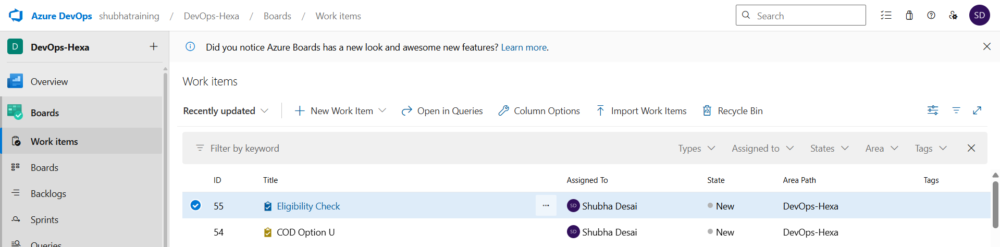 Azure DevOps shubhatraining / DevOps-Hexa / Boards / Work items Search SD
D DevOps-Hexa +
Did you notice Azure Boards has a new look and awesome new features? Learn more.
Overview
Boards
Work items
Boards
Backlogs
Sprints
Queries
Work items
Recently updated New Work Item Open in Queries Column Options Import Work Items Recycle Bin
Filter by keyword Types Assigned to States Area Tags
ID Title Assigned To State Area Path Tags
55 Eligibility Check ... SD Shubha Desai New DevOps-Hexa
54 COD Option U SD Shubha Desai New DevOps-Hexa